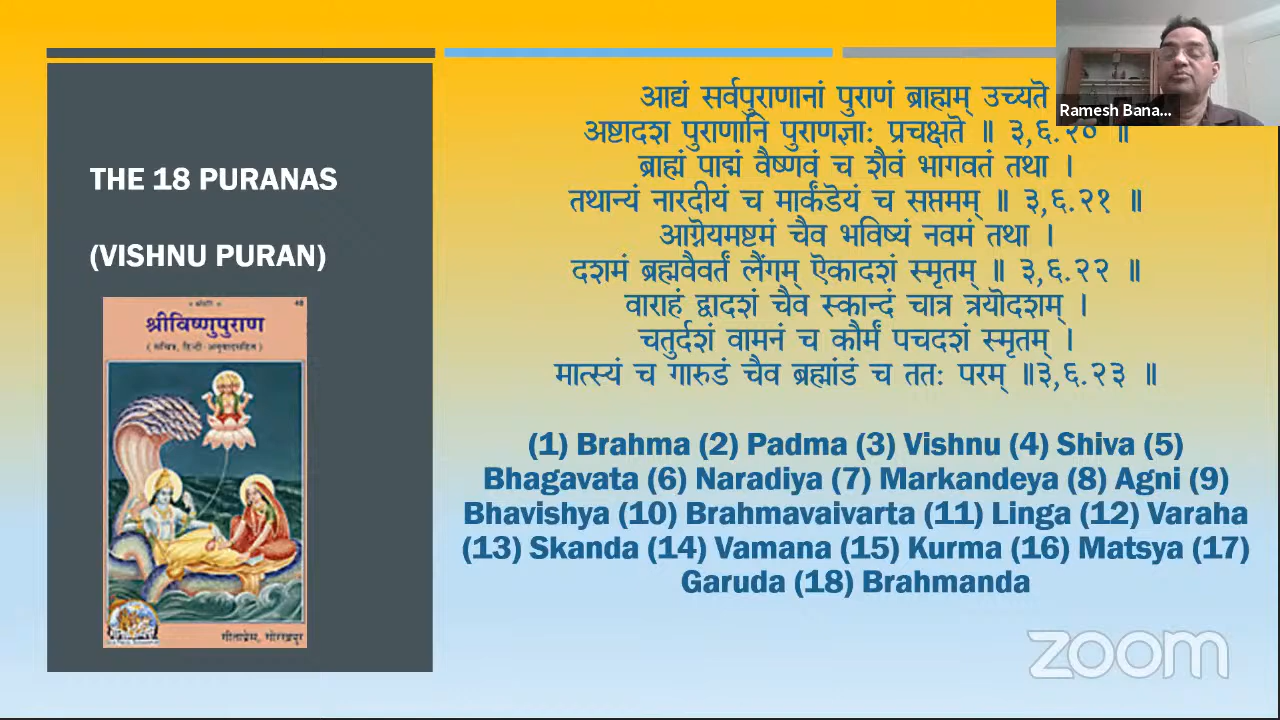 THE 18 PURANAS
(VISHNU PURAN)
श्रीविष्णुपुराण
( सचित्र, हिन्दी-अनुवादसहित )
गीताप्रेस, गोरखपुर
आद्यं सर्वपुराणानां पुराणं ब्राह्मम् उच्यतॆ
अष्टादश पुराणानि पुराणज्ञाः प्रचक्षतॆ ॥ ३,६.२० ॥
ब्राह्मं पाद्मं वैष्णवं च शैवं भागवतं तथा ।
तथान्यं नारदीयं च मार्कंडॆयं च सप्तमम् ॥ ३,६.२१ ॥
आग्नॆयमष्टमं चैव भविष्यं नवमं तथा ।
दशमं ब्रह्मवैवर्तं लैंगम् ऎकादशं स्मृतम् ॥ ३,६.२२ ॥
वाराहं द्वादशं चैव स्कान्दं चात्र त्रयॊदशम् ।
चतुर्दशं वामनं च कौर्मं पचदशं स्मृतम् ।
मात्स्यं च गारुडं चैव ब्रह्मांडं च ततः परम् ॥३,६.२३ ॥
(1) Brahma (2) Padma (3) Vishnu (4) Shiva (5)
Bhagavata (6) Naradiya (7) Markandeya (8) Agni (9)
Bhavishya (10) Brahmavaivarta (11) Linga (12) Varaha
(13) Skanda (14) Vamana (15) Kurma (16) Matsya (17)
Garuda (18) Brahmanda
Ramesh Bana...
zoom